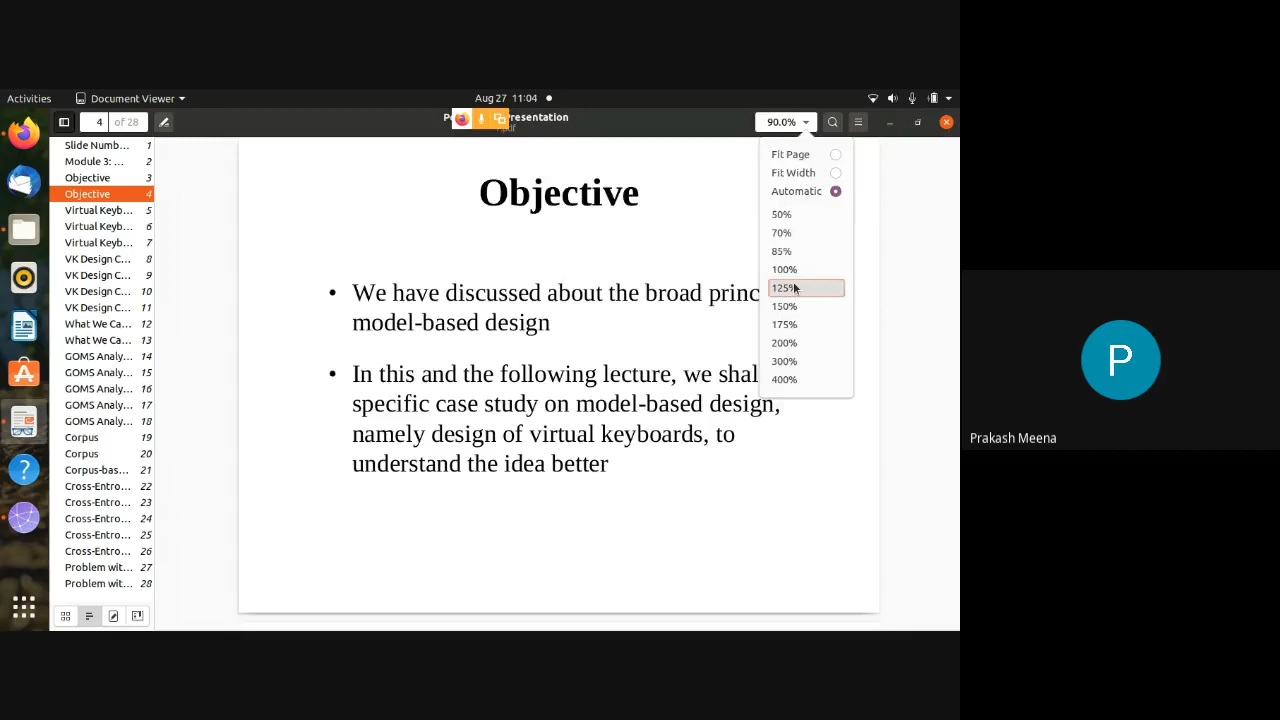 Activities
Document Viewer
Aug 27 11:04
4
of 28
Presentation
90.0%
Slide Numb... 1
Module 3: ... 2
Objective 3
Objective 4
Virtual Keyb... 5
Virtual Keyb... 6
Virtual Keyb... 7
VK Design C... 8
VK Design C... 9
VK Design C... 10
VK Design C... 11
What We Ca... 12
What We Ca... 13
GOMS Analy... 14
GOMS Analy... 15
GOMS Analy... 16
GOMS Analy... 17
GOMS Analy... 18
Corpus 19
Corpus 20
Corpus-bas... 21
Cross-Entro... 22
Cross-Entro... 23
Cross-Entro... 24
Cross-Entro... 25
Cross-Entro... 26
Problem wit... 27
Problem wit... 28
Objective
• We have discussed about the broad princ
model-based design
• In this and the following lecture, we shal
specific case study on model-based design,
namely design of virtual keyboards, to
understand the idea better
Fit Page
Fit Width
Automatic
50%
70%
85%
100%
125%
150%
175%
200%
300%
400%
P
Prakash Meena